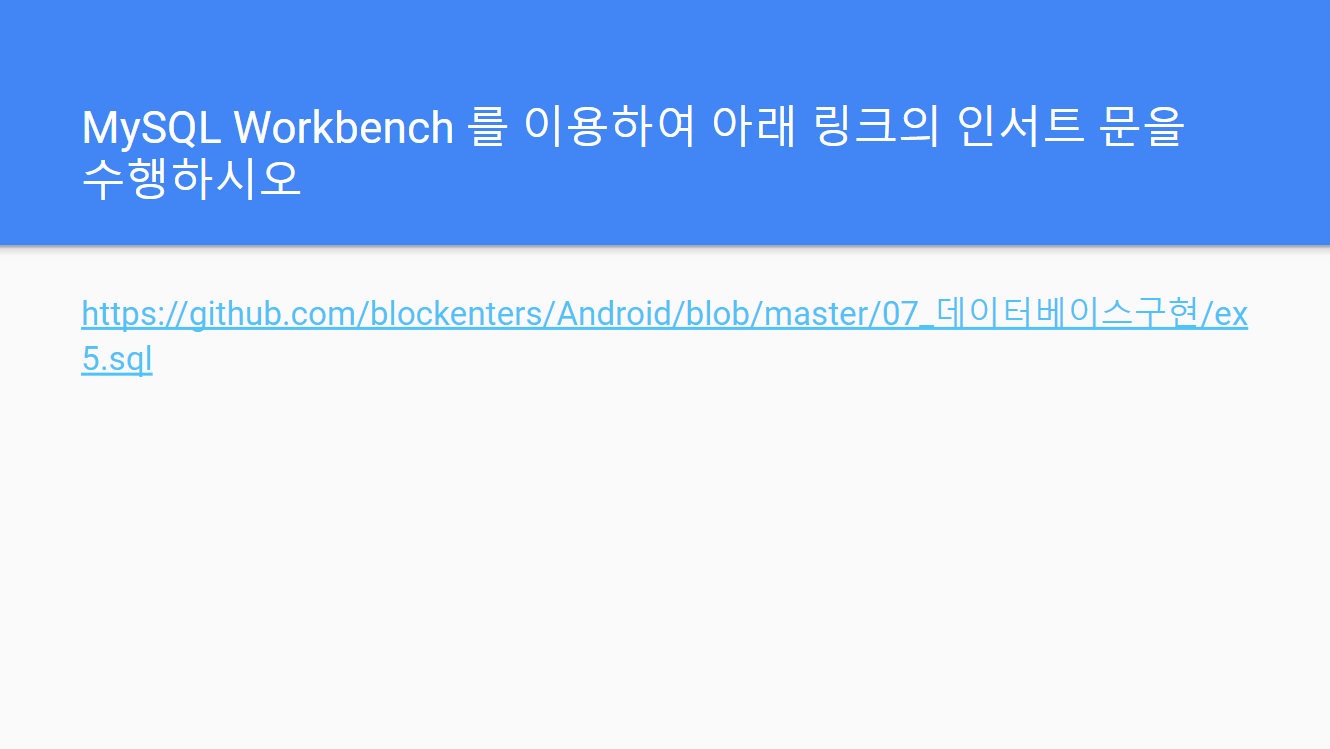 MySQL Workbench 를 이용하여 아래 링크의 인서트 문을
수행하시오
https://github.com/blockenters/Android/blob/master/07_데이터베이스구현/ex
5.sql